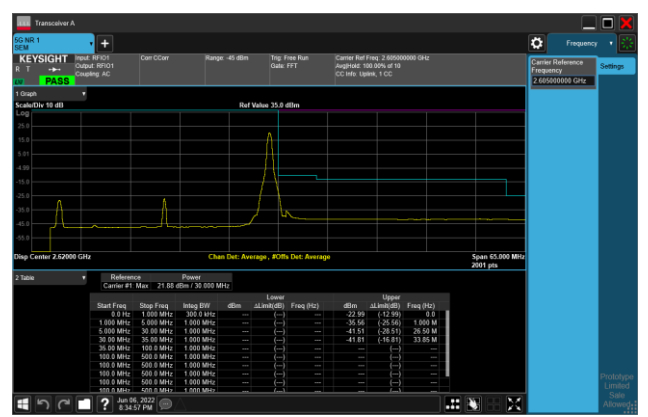 Transceiver A
5G NR 1
SEM
Frequency
KEYSIGHT Input: RFIO1 Corr CCorr Range: -45 dBm Trig: Free Run Carrier Ref Freq: 2.605000000 GHz
R T Output: RFIO1 Gate: FFT Avg|Hold: 100.00% of 10
Coupling: AC CC Info: Uplink, 1 CC
PASS
Carrier Reference
Frequency
2.605000000 GHz
Settings
1 Graph
Scale/Div 10 dB Ref Value 35.0 dBm
Log
25.0
15.0
5.01
-4.99
-15.0
-25.0
-35.0
-45.0
-55.0
Disp Center 2.62000 GHz Chan Det: Average , #Offs Det: Average Span 65.000 MHz
2001 pts
2 Table
Reference Power
Carrier #1 Max 21.88 dBm / 30.000 MHz
Lower Upper
Start Freq Stop Freq Integ BW dBm ΔLimit(dB) Freq (Hz) dBm ΔLimit(dB) Freq (Hz)
0.0 Hz 1.000 MHz 300.0 kHz --- (---) --- -22.99 (-12.99) 0.0
1.000 MHz 5.000 MHz 1.000 MHz --- (---) --- -35.56 (-25.56) 1.000 M
5.000 MHz 30.00 MHz 1.000 MHz --- (---) --- -41.51 (-28.51) 26.50 M
30.00 MHz 35.00 MHz 1.000 MHz --- (---) --- -41.81 (-16.81) 33.85 M
35.00 MHz 100.0 MHz 1.000 MHz --- (---) --- --- (---) ---
100.0 MHz 500.0 MHz 1.000 MHz --- (---) --- --- (---) ---
100.0 MHz 500.0 MHz 1.000 MHz --- (---) --- --- (---) ---
100.0 MHz 500.0 MHz 1.000 MHz --- (---) --- --- (---) ---
100.0 MHz 500.0 MHz 1.000 MHz --- (---) --- --- (---) ---
100.0 MHz 500.0 MHz 1.000 MHz --- (---) --- --- (---) ---
Jun 06, 2022
8:34:57 PM
Prototype
Limited
Sale
Allowed